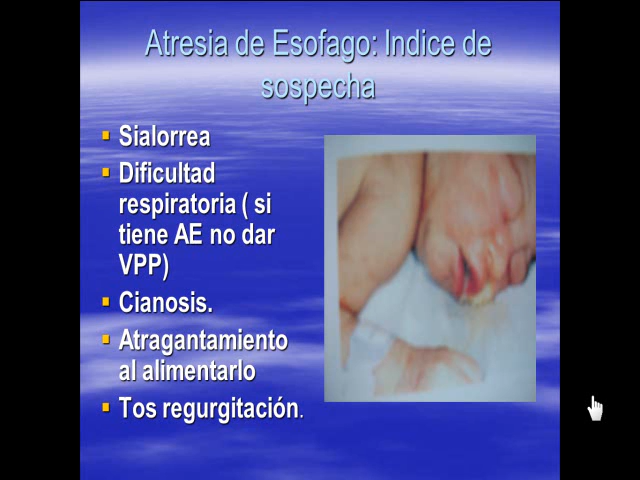 Atresia de Esofago: Indice de
sospecha
Sialorrea
Dificultad
respiratoria ( si
tiene AE no dar
VPP)
Cianosis.
Atragantamiento
al alimentarlo
Tos regurgitación.